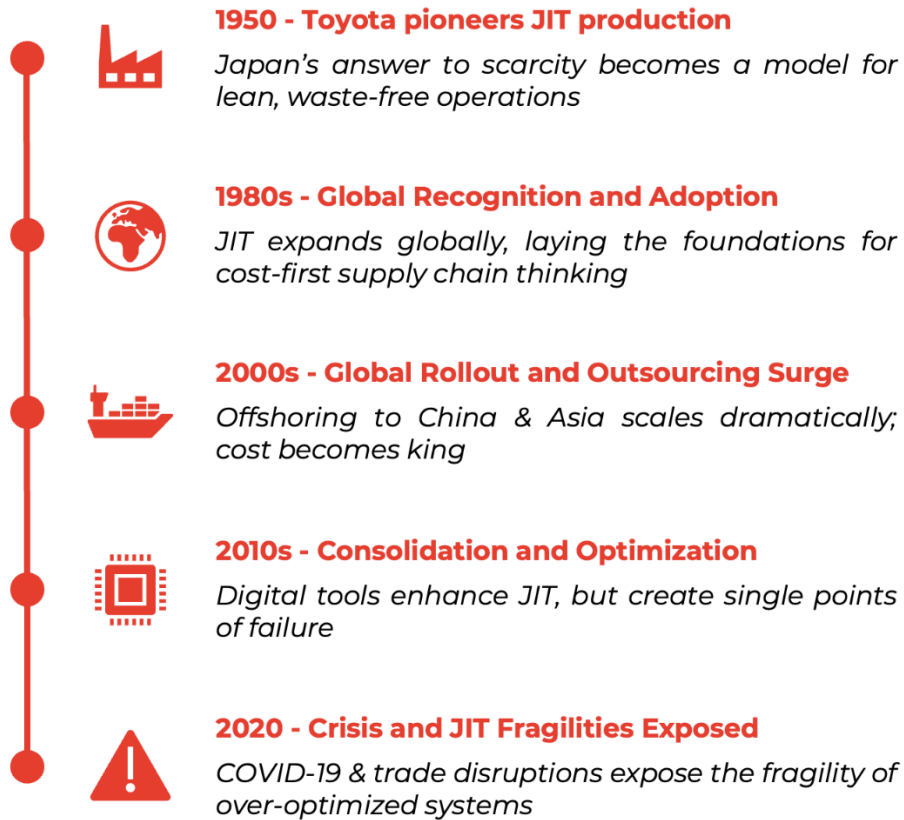 1950 - Toyota pioneers JIT production
Japan’s answer to scarcity becomes a model for
lean, waste-free operations
1980s - Global Recognition and Adoption
JIT expands globally, laying the foundations for
cost-first supply chain thinking
2000s - Global Rollout and Outsourcing Surge
Offshoring to China & Asia scales dramatically;
cost becomes king
2010s - Consolidation and Optimization
Digital tools enhance JIT, but create single points
of failure
2020 - Crisis and JIT Fragilities Exposed
COVID-19 & trade disruptions expose the fragility of
over-optimized systems